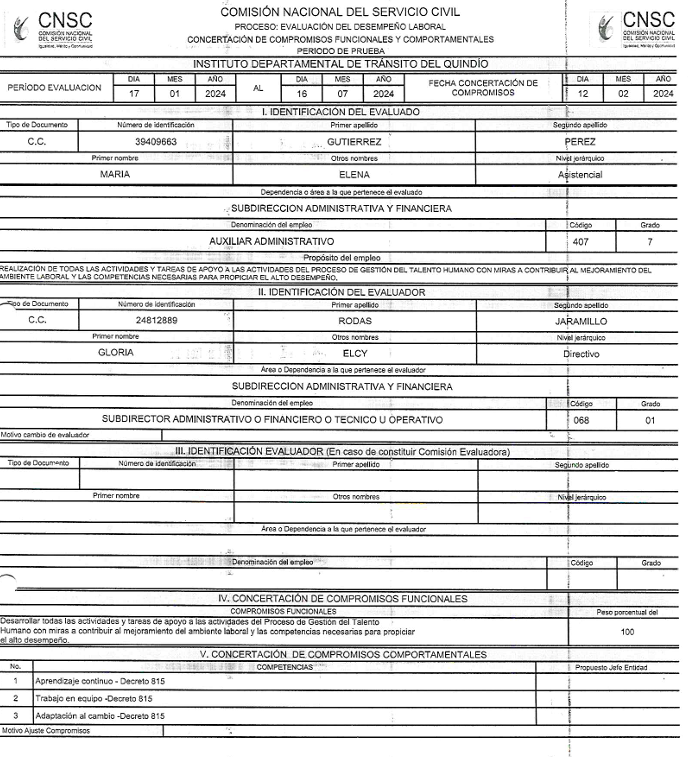 CNSC
COMISIÓN NACIONAL
DEL SERVICIO CIVIL
Igualdad, Mérito y Oportunidad
COMISIÓN NACIONAL DEL SERVICIO CIVIL
PROCESO: EVALUACIÓN DEL DESEMPEÑO LABORAL
CONCERTACIÓN DE COMPROMISOS FUNCIONALES Y COMPORTAMENTALES
PERIODO DE PRUEBA
CNSC
COMISIÓN NACIONAL
DEL SERVICIO CIVIL
Igualdad, Mérito y Oportunidad
INSTITUTO DEPARTAMENTAL DE TRÁNSITO DEL QUINDÍO
PERÍODO EVALUACION DIA MES AÑO AL DIA MES AÑO FECHA CONCERTACIÓN DE COMPROMISOS DIA MES AÑO
17 01 2024 16 07 2024 12 02 2024
I. IDENTIFICACIÓN DEL EVALUADO
Tipo de Documento Número de identificación Primer apellido Segundo apellido
C.C. 39409663 GUTIERREZ PEREZ
Primer nombre Otros nombres Nivel jerárquico
MARIA ELENA Asistencial
Dependencia o área a la que pertenece el evaluado
SUBDIRECCION ADMINISTRATIVA Y FINANCIERA
Denominación del empleo Código Grado
AUXILIAR ADMINISTRATIVO 407 7
Propósito del empleo
REALIZACIÓN DE TODAS LAS ACTIVIDADES Y TAREAS DE APOYO A LAS ACTIVIDADES DEL PROCESO DE GESTIÓN DEL TALENTO HUMANO CON MIRAS A CONTRIBUIR AL MEJORAMIENTO DEL
AMBIENTE LABORAL Y LAS COMPETENCIAS NECESARIAS PARA PROPICIAR EL ALTO DESEMPEÑO.
II. IDENTIFICACIÓN DEL EVALUADOR
Tipo de Documento Número de identificación Primer apellido Segundo apellido
C.C. 24812889 RODAS JARAMILLO
Primer nombre Otros nombres Nivel jerárquico
GLORIA ELCY Directivo
Área o Dependencia a la que pertenece el evaluador
SUBDIRECCION ADMINISTRATIVA Y FINANCIERA
Denominación del empleo Código Grado
SUBDIRECTOR ADMINISTRATIVO O FINANCIERO O TECNICO U OPERATIVO 068 01
Motivo cambio de evaluador
III. IDENTIFICACIÓN EVALUADOR (En caso de constituir Comisión Evaluadora)
Tipo de Documento Número de identificación Primer apellido Segundo apellido
Primer nombre Otros nombres Nivel jerárquico
Área o Dependencia a la que pertenece el evaluador
Denominación del empleo Código Grado
IV. CONCERTACIÓN DE COMPROMISOS FUNCIONALES
COMPROMISOS FUNCIONALES Peso porcentual del
Desarrollar todas las actividades y tareas de apoyo a las actividades del Proceso de Gestión del Talento
Humano con miras a contribuir al mejoramiento del ambiente laboral y las competencias necesarias para propiciar 100
el alto desempeño.
V. CONCERTACIÓN DE COMPROMISOS COMPORTAMENTALES
No. COMPETENCIAS Propuesto Jefe Entidad
1 Aprendizaje continuo - Decreto 815
2 Trabajo en equipo -Decreto 815
3 Adaptación al cambio -Decreto 815
Motivo Ajuste Compromisos